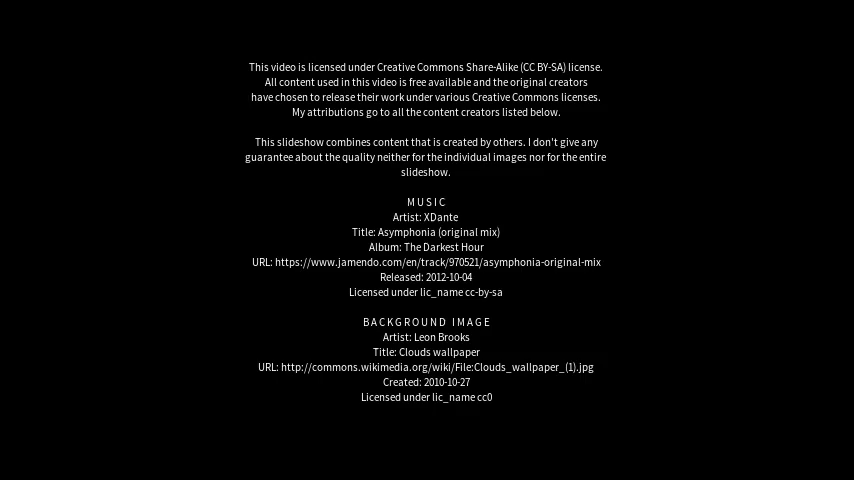 This video is licensed under Creative Commons Share-Alike (CC BY-SA) license.
All content used in this video is free available and the original creators
have chosen to release their work under various Creative Commons licenses.
My attributions go to all the content creators listed below.
This slideshow combines content that is created by others. I don't give any
guarantee about the quality neither for the individual images nor for the entire
slideshow.
MUSIC
Artist: XDante
Title: Asymphonia (original mix)
Album: The Darkest Hour
URL: https://www.jamendo.com/en/track/970521/asymphonia-original-mix
Released: 2012-10-04
Licensed under lic_name cc-by-sa
BACKGROUND IMAGE
Artist: Leon Brooks
Title: Clouds wallpaper
URL: http://commons.wikimedia.org/wiki/File:Clouds_wallpaper_(1).jpg
Created: 2010-10-27
Licensed under lic_name cc0